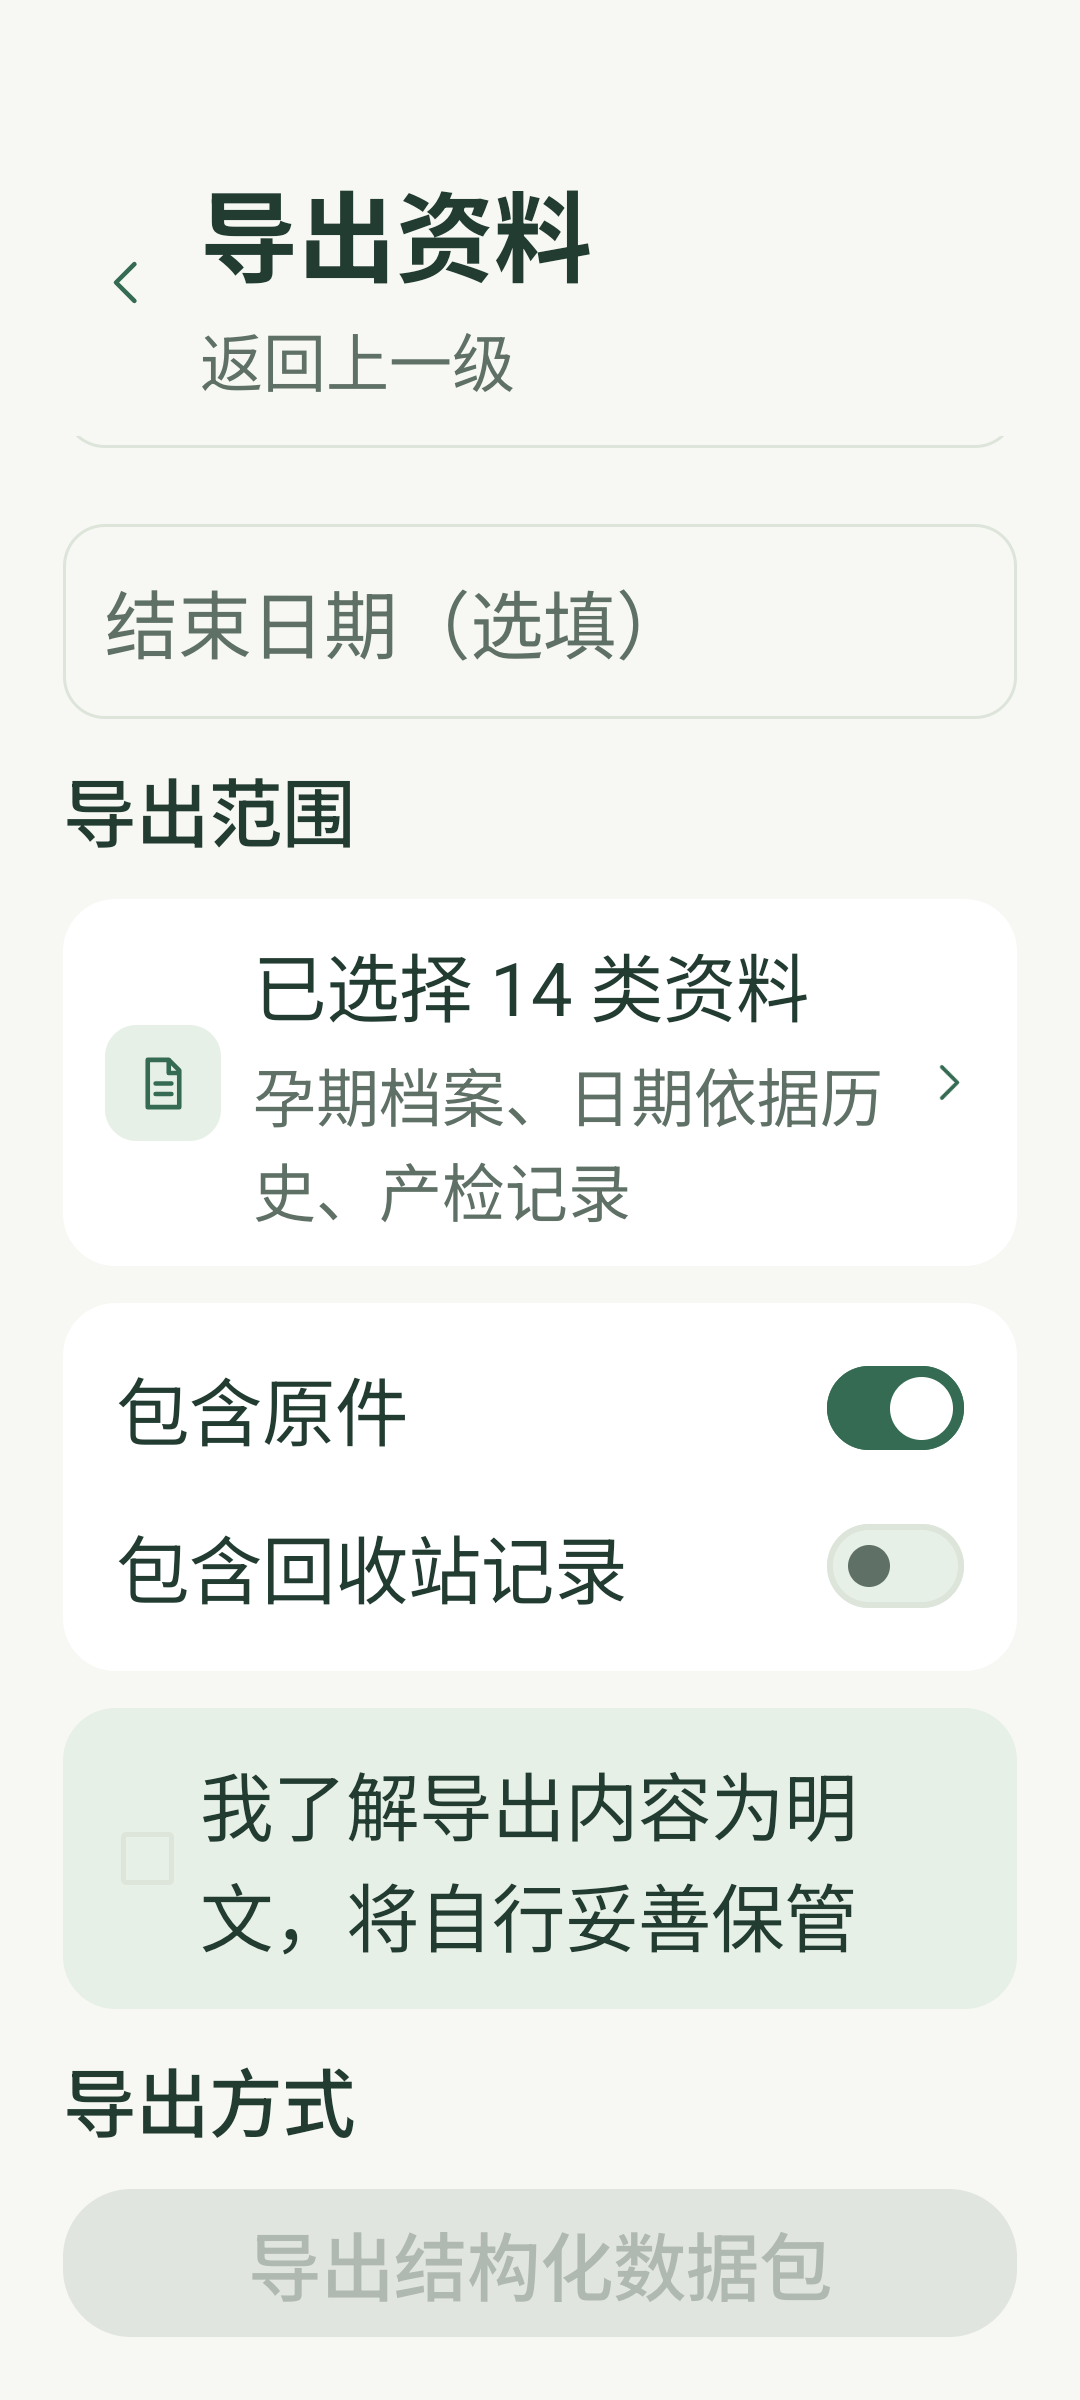 导出资料
返回上一级
结束日期（选填）
导出范围
已选择 14 类资料
孕期档案、日期依据历
史、产检记录
包含原件
包含回收站记录
我了解导出内容为明
文，将自行妥善保管
导出方式
导出结构化数据包